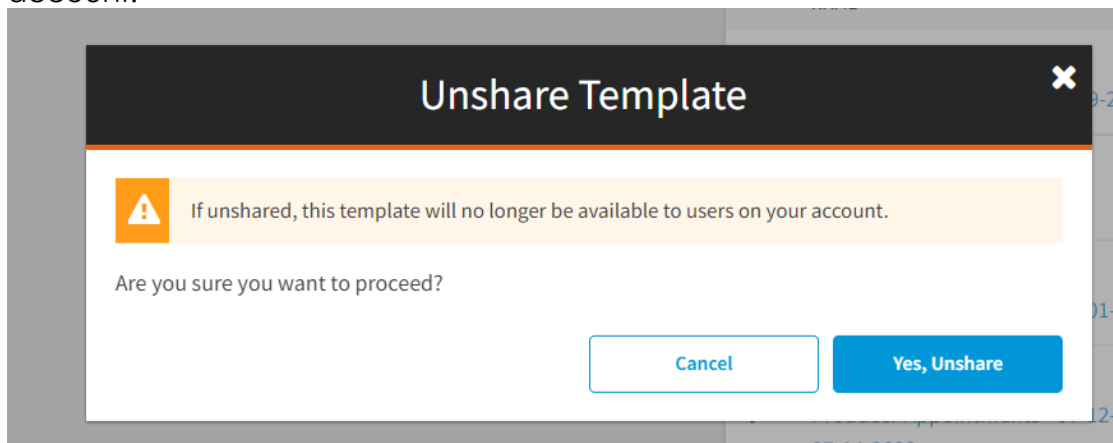 Unshare Template
If unshared, this template will no longer be available to users on your account.
Are you sure you want to proceed?
Cancel
Yes, Unshare